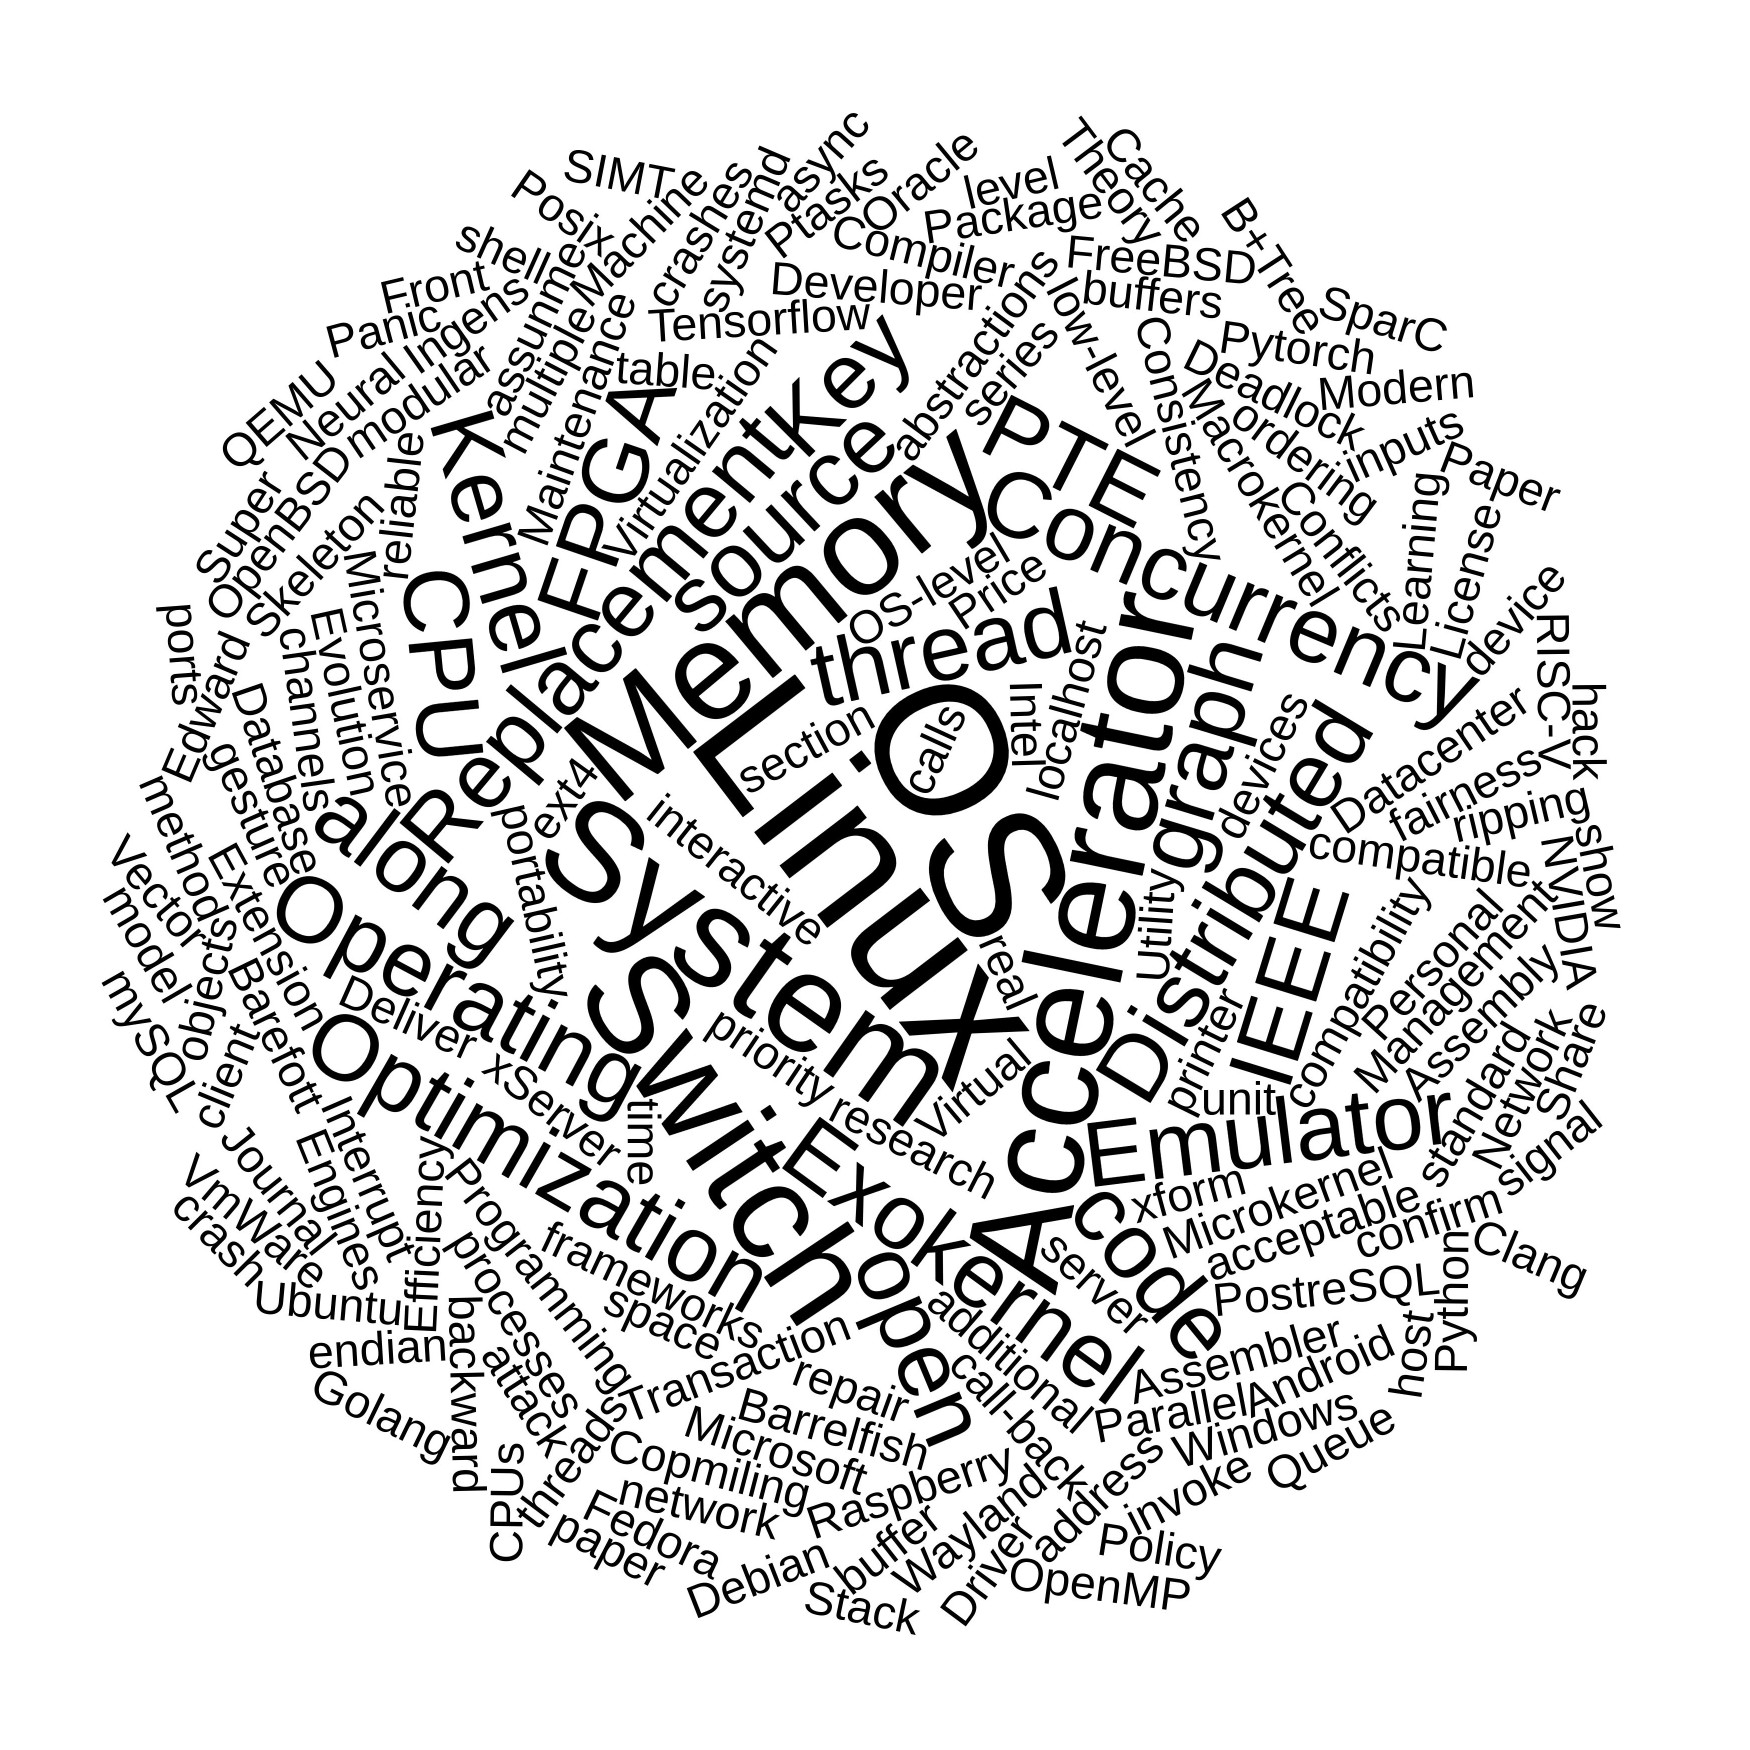 SIMT
Posix
shell
Front
Panic
Ingens
Neural
QEMU
modular
OpenBSD
Super
Skeleton
assunme
multiple
Machine
crashes
systemd
async
Ptasks
COracle
Compiler
level
Package
Theory
Cache
B+Tree
FreeBSD
buffers
Developer
Tensorflow
table
Maintenance
Virtualization
abstractions
series
low-level
Consistency
SparC
Pytorch
Deadlock
Modern
Macrokernel
ordering
inputs
Paper
Conflicts
Learning
License
device
RISC-V
hack
key
Kernel
FPGA
Replacement
source
Memory
PTE
Concurrency
reliable
CPU
OS-level
Price
thread
Intel
localhost
Accelerator
graph
devices
Distributed
Datacenter
fairness
ripping
compatible
show
NVIDIA
ports
Edward
Microservice
Evolution
channels
Database
gesture
methods
Vector
model
mySQL
Extension
objects
Barefott
client
along
ext4
portability
section
calls
OS
Linux
interactive
System
Switch
real
Utility
IEEE
compatibility
Personal
Management
Assembly
standard
Network
Share
signal
Operating
Deliver
xServer
Optimization
time
priority
research
Virtual
printer
unit
Emulator
xform
Microkernel
acceptable
confirm
Clang
Exokernel
code
server
PostreSQL
Python
host
Interrupt
Engines
Journal
VmWare
crash
Efficiency
Programming
Ubuntu
endian
Golang
backward
processes
attack
threads
CPUs
frameworks
space
Transaction
repair
open
additional
call-back
Assembler
Parallel
Android
Windows
Queue
Barrelfish
Microsoft
Copmiling
network
Fedora
paper
Raspberry
Debian
buffer
Stack
Wayland
Driver
address
invoke
Policy
OpenMP